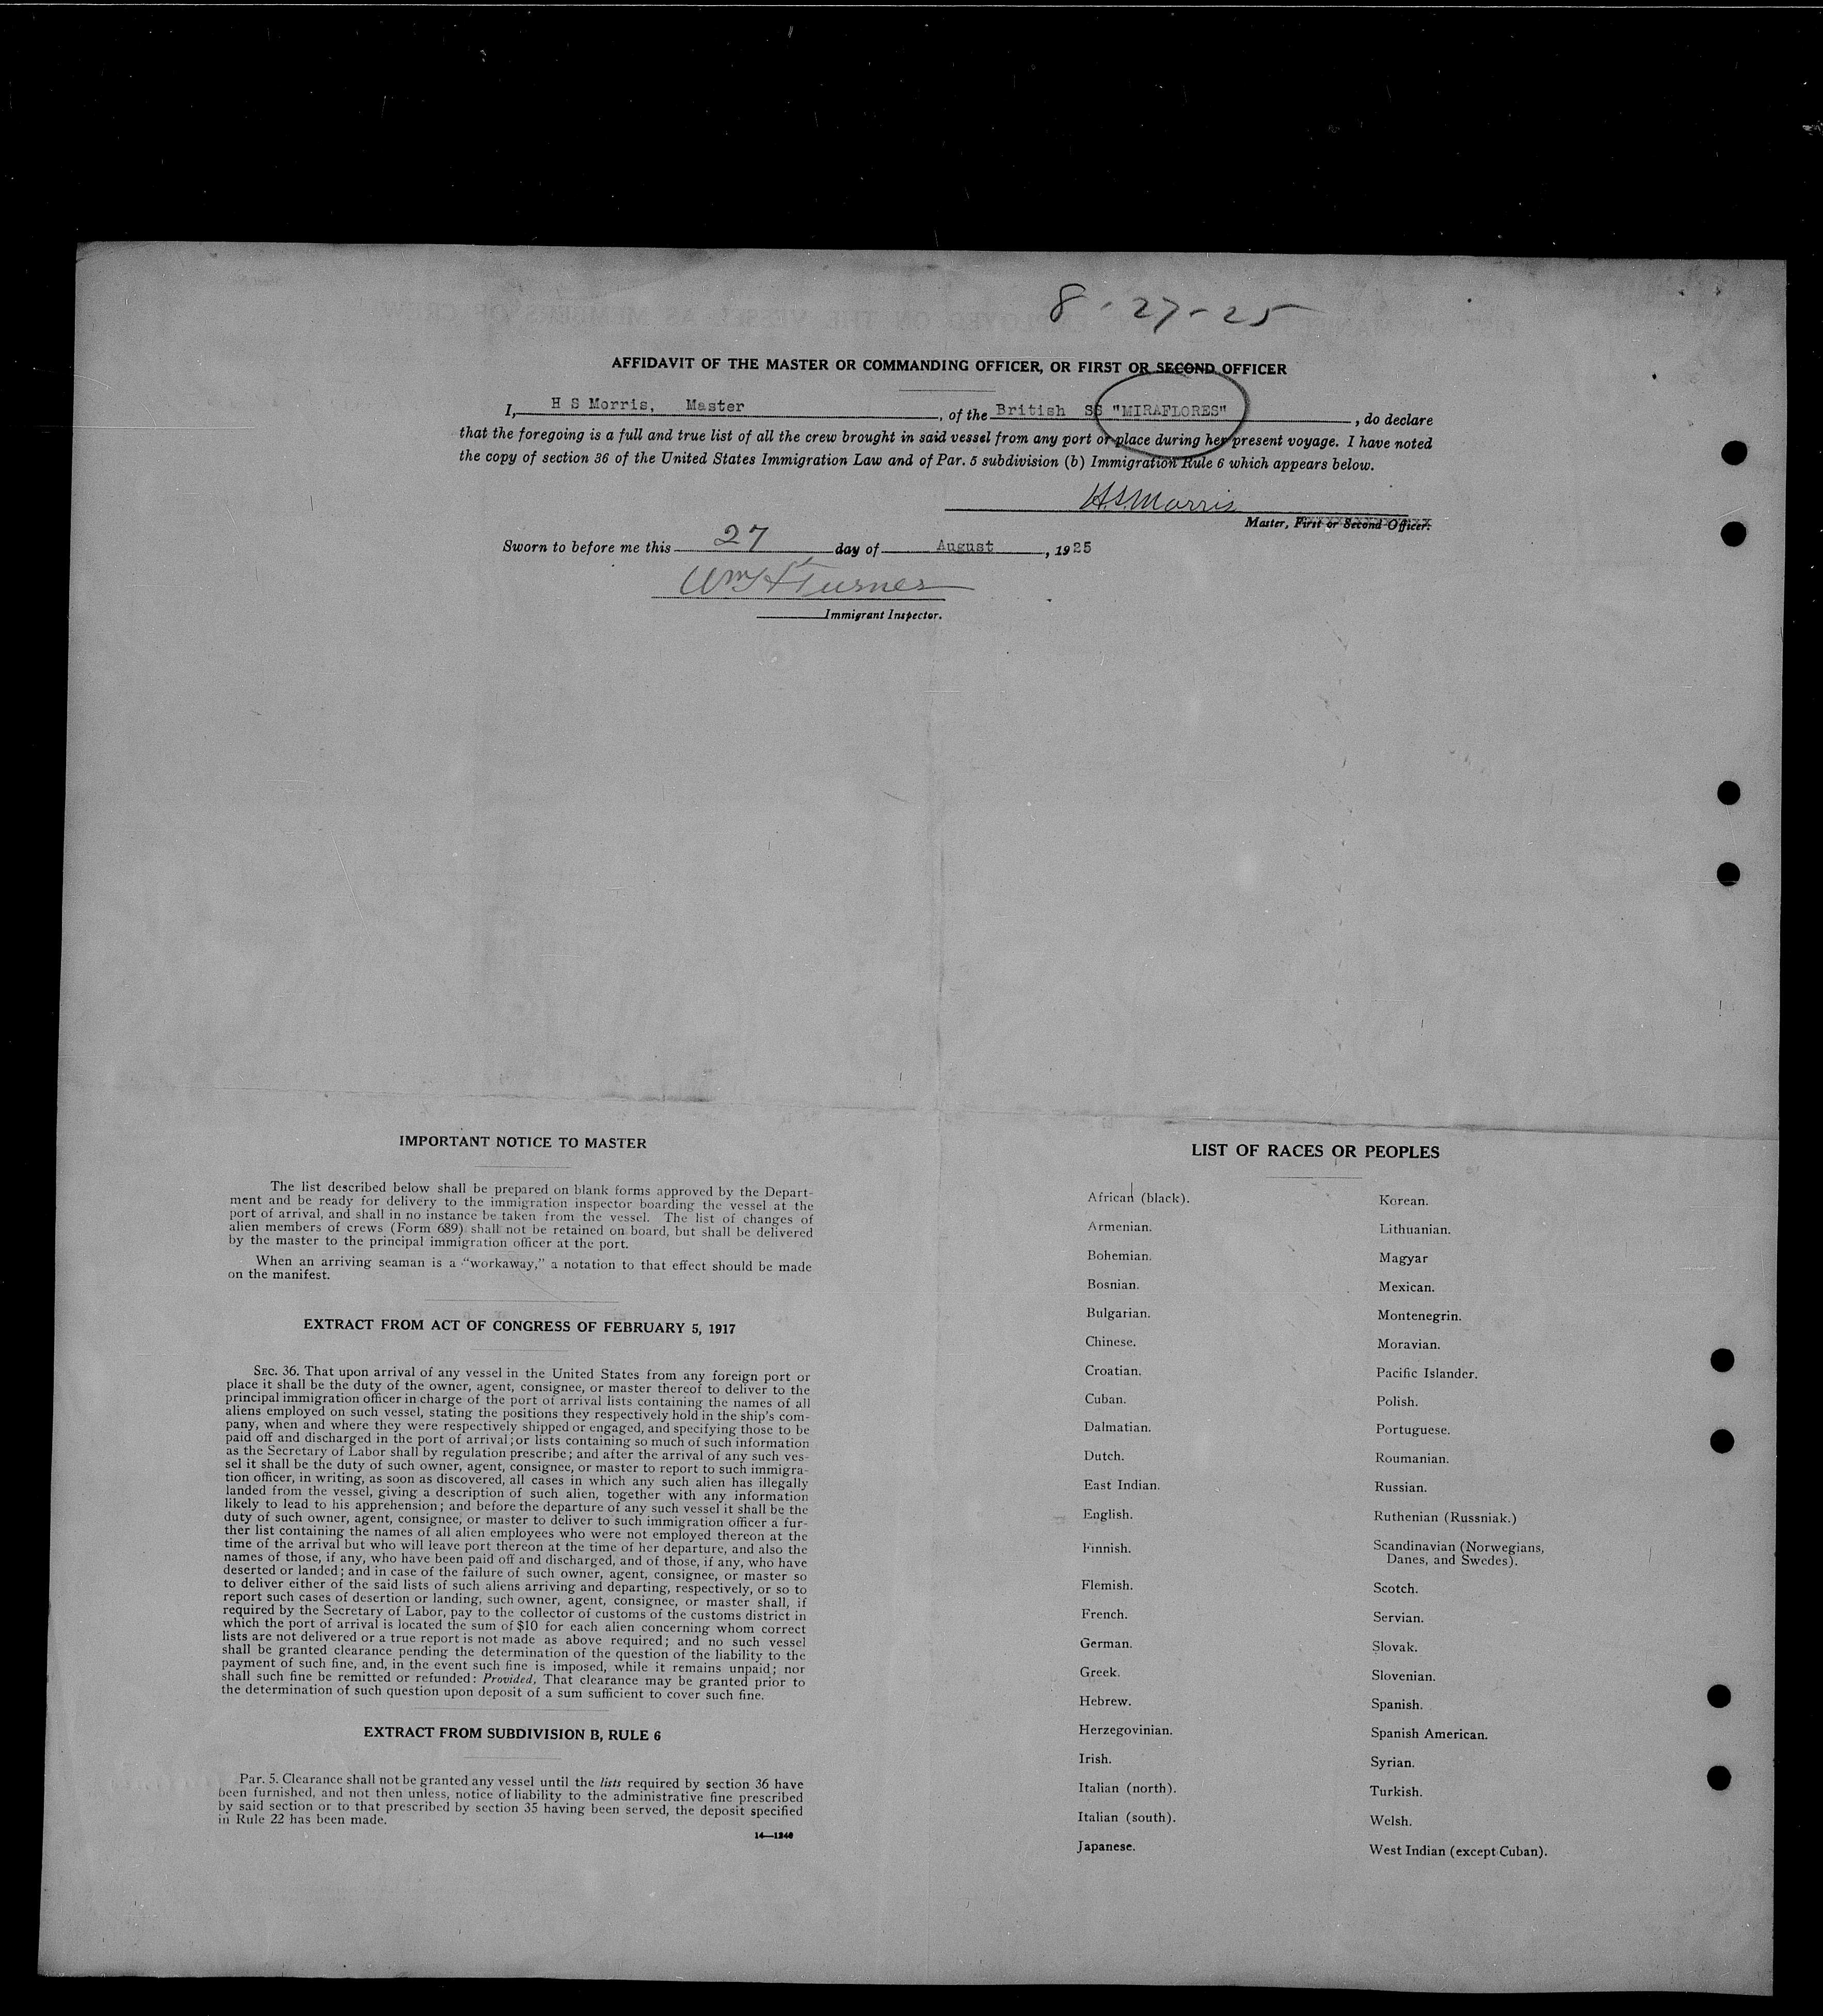 8-27-25
AFFIDAVIT OF THE MASTER OR COMMANDING OFFICER, OR FIRST OR SECOND OFFICER
I, H S Morris, Master, of the British SS "MIRAFLORES", do declare
that the foregoing is a full and true list of all the crew brought in said vessel from any port or place during her present voyage. I have noted
the copy of section 36 of the United States Immigration Law and of Par. 5 subdivision (b) Immigration Rule 6 which appears below.
H.S. Morris
Master, First or Second Officer.
Sworn to before me this 27 day of August, 1925
Wm H Turner
Immigrant Inspector.
IMPORTANT NOTICE TO MASTER
The list described below shall be prepared on blank forms approved by the Depart-
ment and be ready for delivery to the immigration inspector boarding the vessel at the
port of arrival, and shall in no instance be taken from the vessel. The list of changes of
alien members of crews (Form 689) shall not be retained on board, but shall be delivered
by the master to the principal immigration officer at the port.
When an arriving seaman is a "workaway," a notation to that effect should be made
on the manifest.
EXTRACT FROM ACT OF CONGRESS OF FEBRUARY 5, 1917
SEC. 36. That upon arrival of any vessel in the United States from any foreign port or
place it shall be the duty of the owner, agent, consignee, or master thereof to deliver to the
principal immigration officer in charge of the port of arrival lists containing the names of all
aliens employed on such vessel, stating the positions they respectively hold in the ship's com-
pany, when and where they were respectively shipped or engaged, and specifying those to be
paid off and discharged in the port of arrival; or lists containing so much of such information
as the Secretary of Labor shall by regulation prescribe; and after the arrival of any such ves-
sel it shall be the duty of such owner, agent, consignee, or master to report to such immigra-
tion officer, in writing, as soon as discovered, all cases in which any such alien has illegally
landed from the vessel, giving a description of such alien, together with any information
likely to lead to his apprehension; and before the departure of any such vessel it shall be the
duty of such owner, agent, consignee, or master to deliver to such immigration officer a fur-
ther list containing the names of all alien employees who were not employed thereon at the
time of the arrival but who will leave port thereon at the time of her departure, and also the
names of those, if any, who have been paid off and discharged, and of those, if any, who have
deserted or landed; and in case of the failure of such owner, agent, consignee, or master so
to deliver either of the said lists of such aliens arriving and departing, respectively, or so to
report such cases of desertion or landing, such owner, agent, consignee, or master shall, if
required by the Secretary of Labor, pay to the collector of customs of the customs district in
which the port of arrival is located the sum of $10 for each alien concerning whom correct
lists are not delivered or a true report is not made as above required; and no such vessel
shall be granted clearance pending the determination of the question of the liability to the
payment of such fine, and, in the event such fine is imposed, while it remains unpaid; nor
shall such fine be remitted or refunded: Provided, That clearance may be granted prior to
the determination of such question upon deposit of a sum sufficient to cover such fine.
EXTRACT FROM SUBDIVISION B, RULE 6
Par. 5. Clearance shall not be granted any vessel until the lists required by section 36 have
been furnished, and not then unless, notice of liability to the administrative fine prescribed
by said section or to that prescribed by section 35 having been served, the deposit specified
in Rule 22 has been made.
14—1240
LIST OF RACES OR PEOPLES
African (black).
Armenian.
Bohemian.
Bosnian.
Bulgarian.
Chinese.
Croatian.
Cuban.
Dalmatian.
Dutch.
East Indian.
English.
Finnish.
Flemish.
French.
German.
Greek.
Hebrew.
Herzegovinian.
Irish.
Italian (north).
Italian (south).
Japanese.
Korean.
Lithuanian.
Magyar
Mexican.
Montenegrin.
Moravian.
Pacific Islander.
Polish.
Portuguese.
Roumanian.
Russian.
Ruthenian (Russniak.)
Scandinavian (Norwegians,
Danes, and Swedes).
Scotch.
Servian.
Slovak.
Slovenian.
Spanish.
Spanish American.
Syrian.
Turkish.
Welsh.
West Indian (except Cuban).